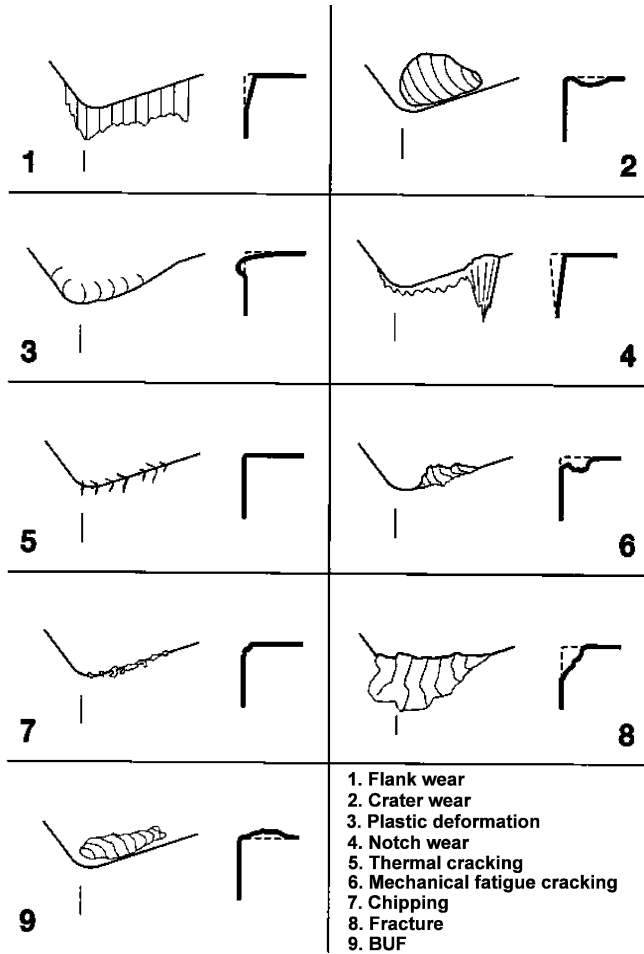 1
2
3
4
5
6
7
8
9
1. Flank wear
2. Crater wear
3. Plastic deformation
4. Notch wear
5. Thermal cracking
6. Mechanical fatigue cracking
7. Chipping
8. Fracture
9. BUF